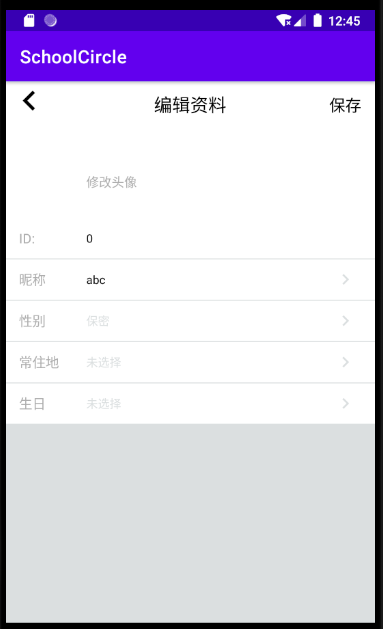 12:45
SchoolCircle
编辑资料 保存
修改头像
ID: 0
昵称 abc
性别 保密
常住地 未选择
生日 未选择